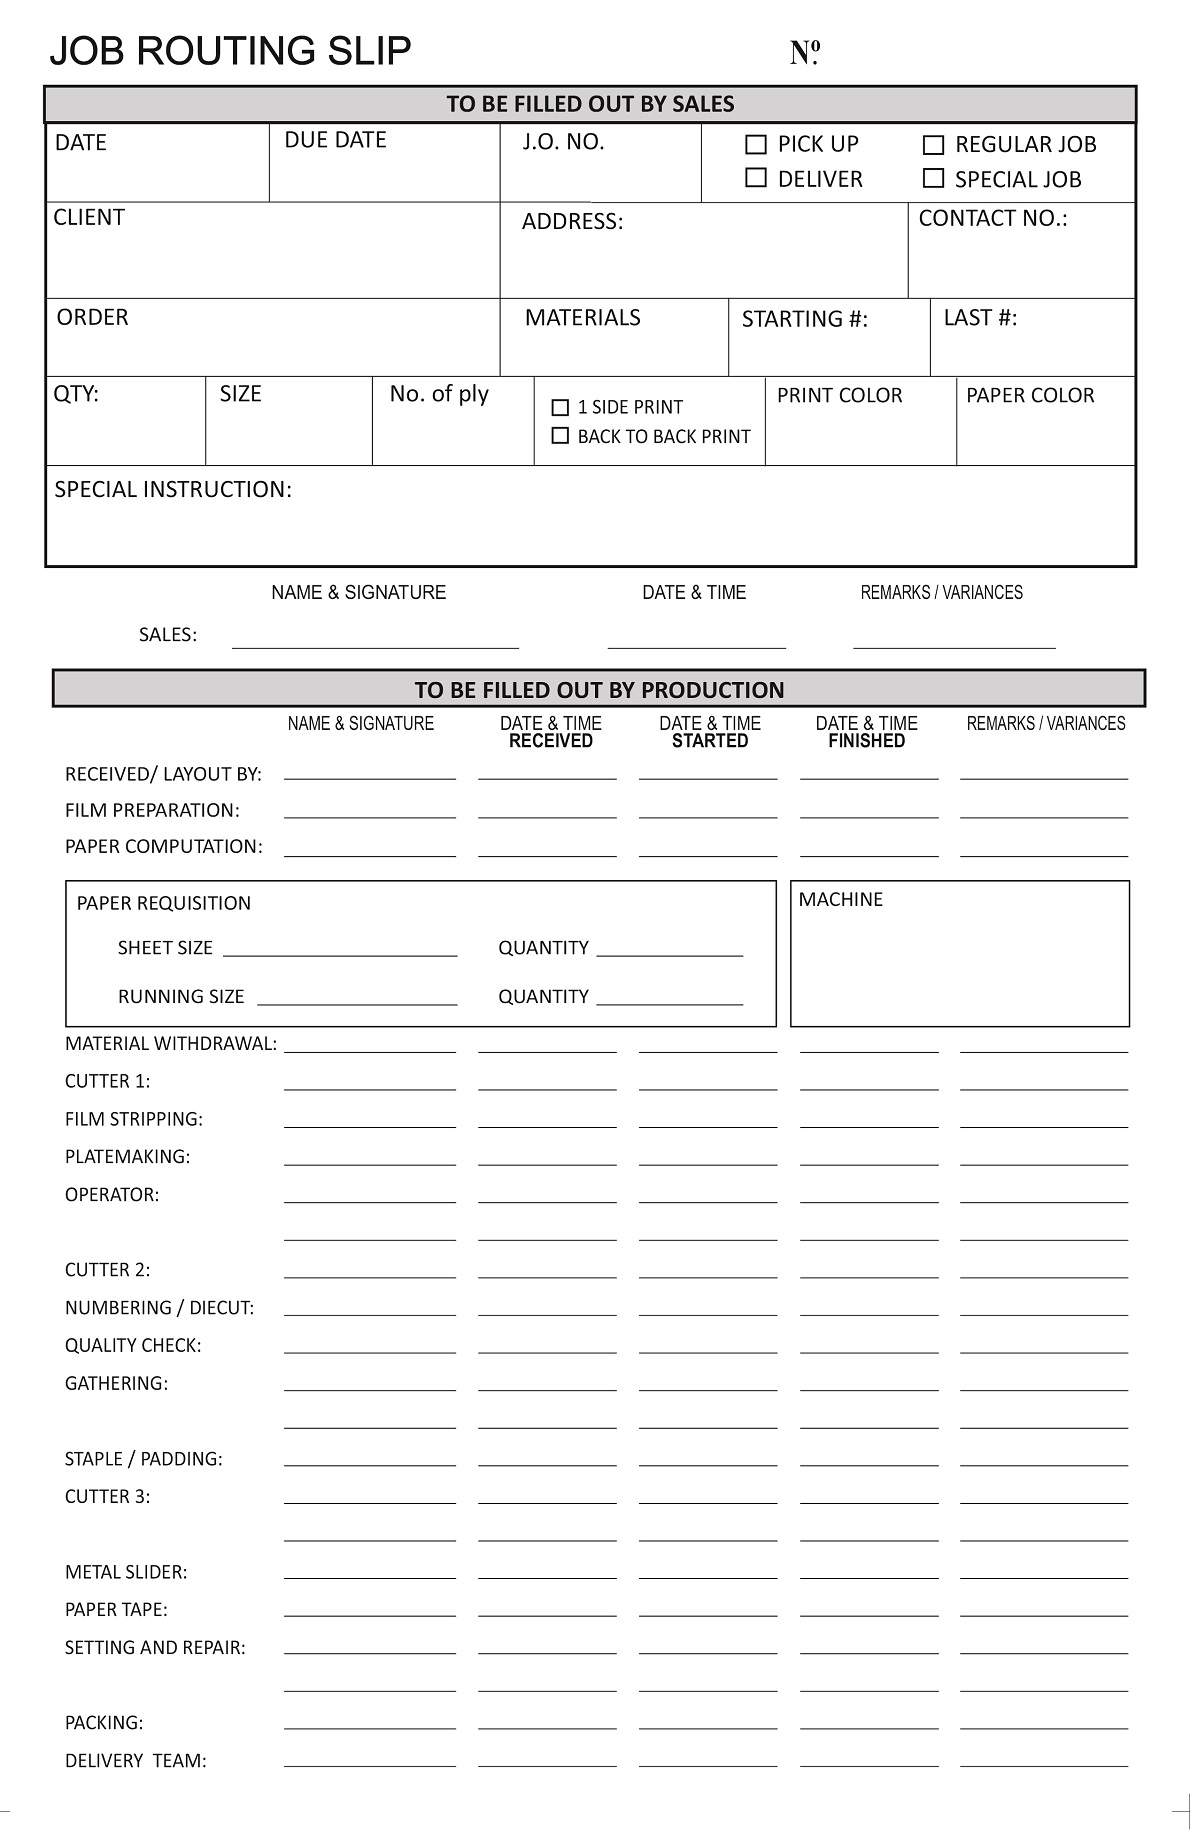 JOB ROUTING SLIP Nº.
TO BE FILLED OUT BY SALES
DATE DUE DATE J.O. NO. PICK UP REGULAR JOB
DELIVER SPECIAL JOB
CLIENT ADDRESS: CONTACT NO.:
ORDER MATERIALS STARTING #: LAST #:
QTY: SIZE No. of ply 1 SIDE PRINT PRINT COLOR PAPER COLOR
BACK TO BACK PRINT
SPECIAL INSTRUCTION:
NAME & SIGNATURE DATE & TIME REMARKS / VARIANCES
SALES:
TO BE FILLED OUT BY PRODUCTION
NAME & SIGNATURE DATE & TIME DATE & TIME DATE & TIME REMARKS / VARIANCES
RECEIVED STARTED FINISHED
RECEIVED/ LAYOUT BY:
FILM PREPARATION:
PAPER COMPUTATION:
PAPER REQUISITION MACHINE
SHEET SIZE QUANTITY
RUNNING SIZE QUANTITY
MATERIAL WITHDRAWAL:
CUTTER 1:
FILM STRIPPING:
PLATEMAKING:
OPERATOR:
CUTTER 2:
NUMBERING / DIECUT:
QUALITY CHECK:
GATHERING:
STAPLE / PADDING:
CUTTER 3:
METAL SLIDER:
PAPER TAPE:
SETTING AND REPAIR:
PACKING:
DELIVERY TEAM: